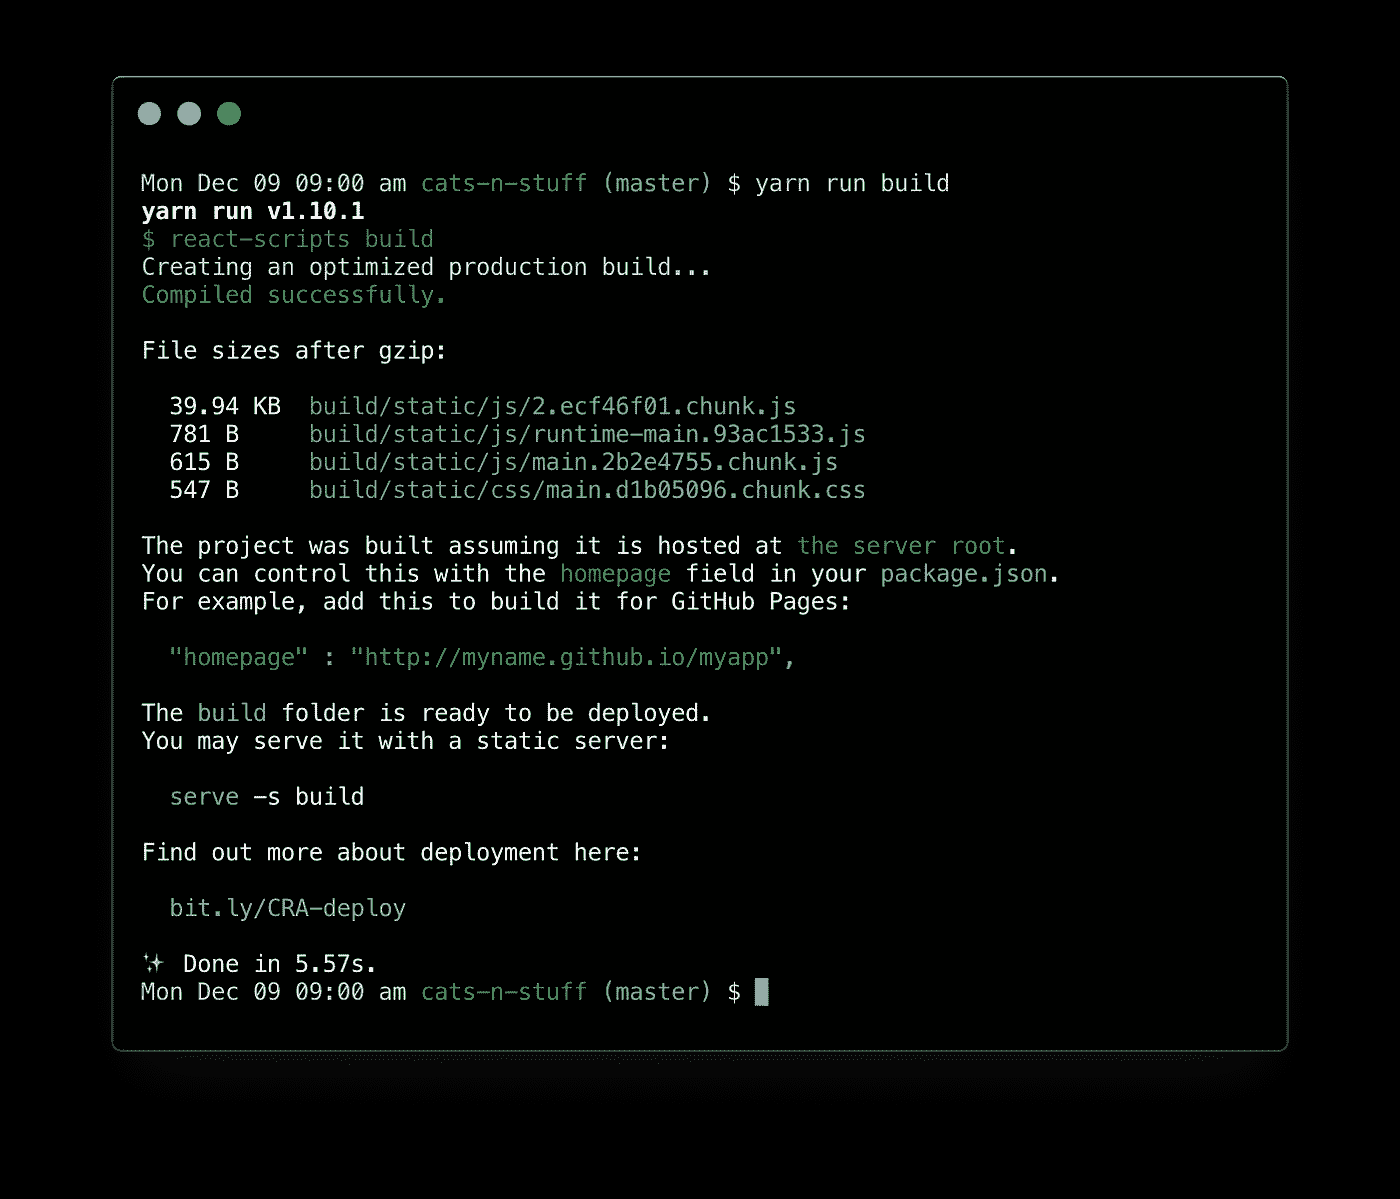 Mon Dec 09 09:00 am cats-n-stuff (master) $ yarn run build
yarn run v1.10.1
$ react-scripts build
Creating an optimized production build...
Compiled successfully.
File sizes after gzip:
39.94 KB  build/static/js/2.ecf46f01.chunk.js
781 B     build/static/js/runtime-main.93ac1533.js
615 B     build/static/js/main.2b2e4755.chunk.js
547 B     build/static/css/main.d1b05096.chunk.css
The project was built assuming it is hosted at the server root.
You can control this with the homepage field in your package.json.
For example, add this to build it for GitHub Pages:
"homepage" : "http://myname.github.io/myapp",
The build folder is ready to be deployed.
You may serve it with a static server:
serve -s build
Find out more about deployment here:
bit.ly/CRA-deploy
✨ Done in 5.57s.
Mon Dec 09 09:00 am cats-n-stuff (master) $